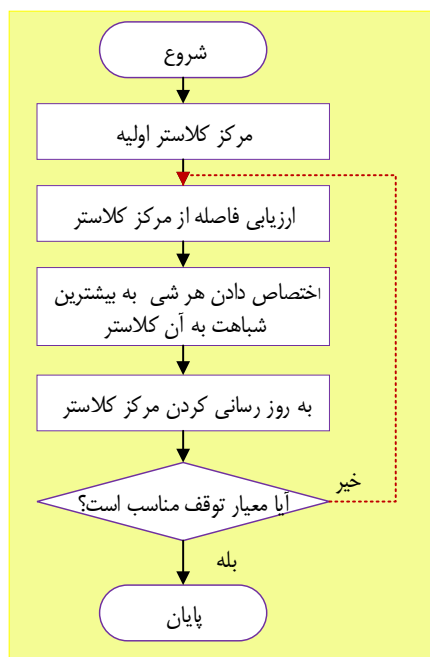 شروع
مرکز کلاستر اولیه
ارزیابی فاصله از مرکز کلاستر
اختصاص دادن هر شی به بیشترین
شباهت به آن کلاستر
به روز رسانی کردن مرکز کلاستر
آیا معیار توقف مناسب است؟
خیر
بله
پایان